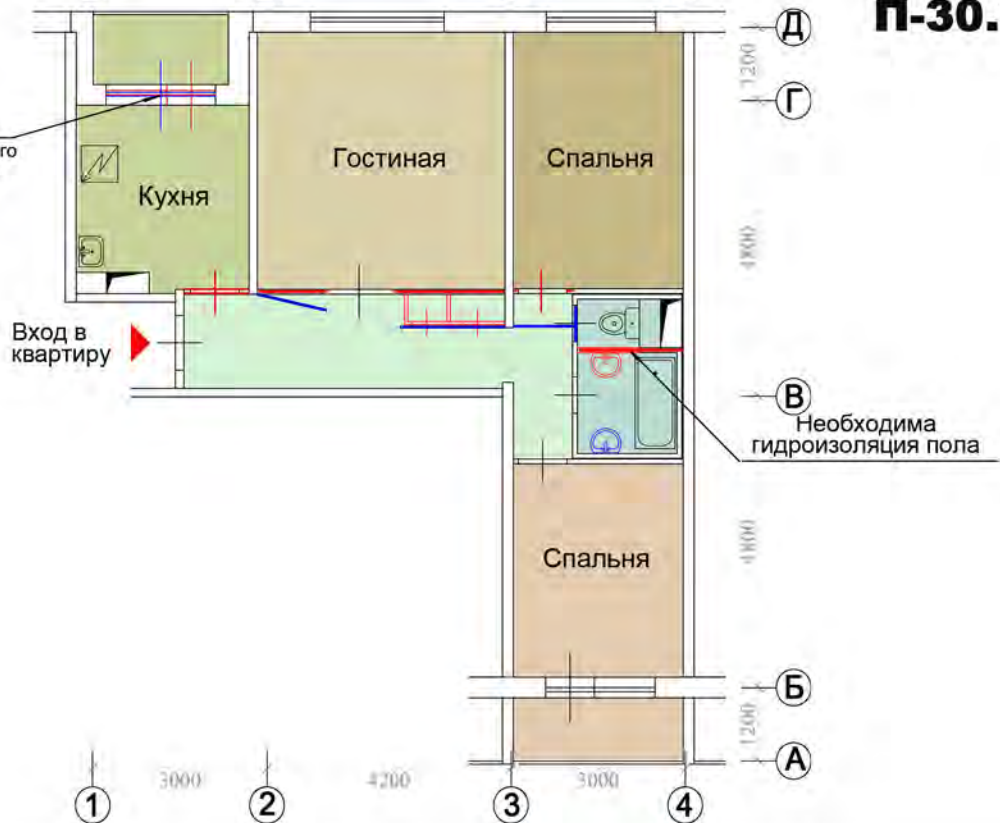 П-30.
Д
1200
Г
го
Гостиная
Спальня
Кухня
4800
Вход в
квартиру
В
Необходима
гидроизоляция пола
4800
Спальня
Б
1200
А
3000
4200
3000
1
2
3
4